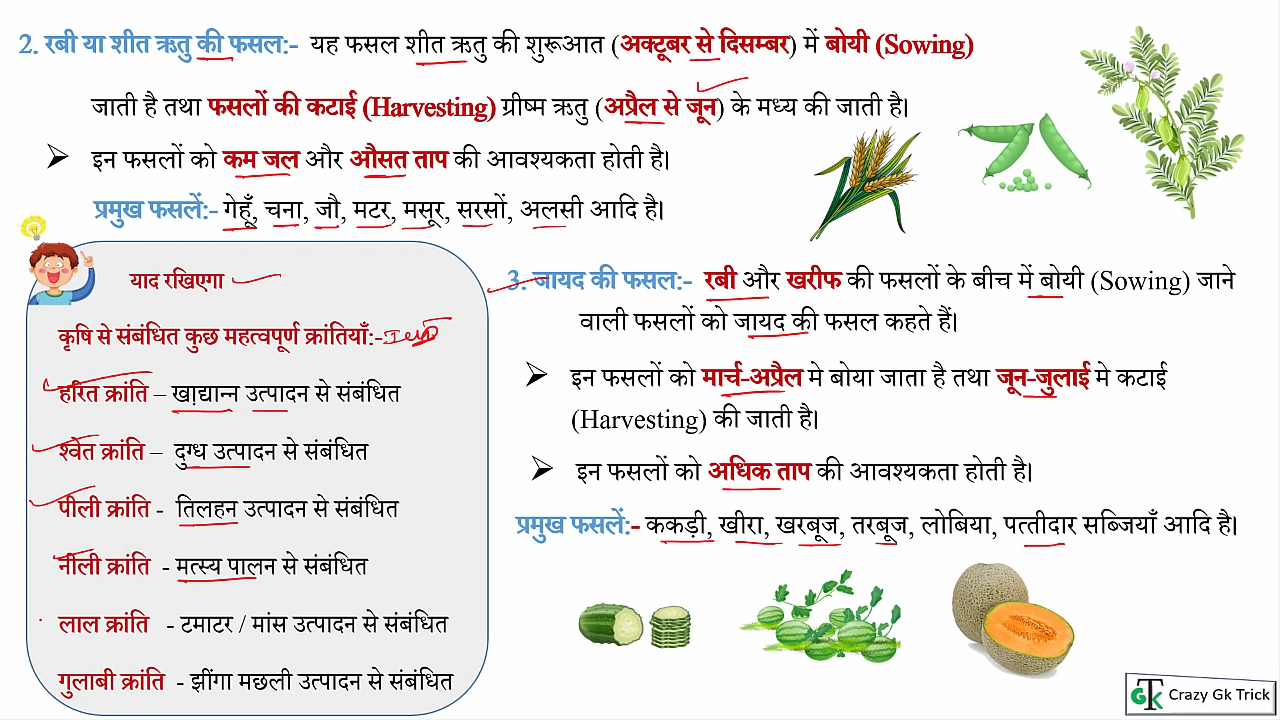 2. रबी या शीत ऋतु की फसल:- यह फसल शीत ऋतु की शुरूआत (अक्टूबर से दिसम्बर) में बोयी (Sowing)
जाती है तथा फसलों की कटाई (Harvesting) ग्रीष्म ऋतु (अप्रैल से जून) के मध्य की जाती है।
➢ इन फसलों को कम जल और औसत ताप की आवश्यकता होती है।
प्रमुख फसलें:- गेहूँ, चना, जौ, मटर, मसूर, सरसों, अलसी आदि है।
याद रखिएगा
कृषि से संबंधित कुछ महत्वपूर्ण क्रांतियाँ:-
हरित क्रांति – खा़द्यान्न उत्पादन से संबंधित
श्वेत क्रांति – दुग्ध उत्पादन से संबंधित
पीली क्रांति - तिलहन उत्पादन से संबंधित
नीली क्रांति - मत्स्य पालन से संबंधित
लाल क्रांति - टमाटर / मांस उत्पादन से संबंधित
गुलाबी क्रांति - झींगा मछली उत्पादन से संबंधित
3. जायद की फसल:- रबी और खरीफ की फसलों के बीच में बोयी (Sowing) जाने
वाली फसलों को जायद की फसल कहते हैं।
➢ इन फसलों को मार्च-अप्रैल मे बोया जाता है तथा जून-जुलाई मे कटाई
(Harvesting) की जाती है।
➢ इन फसलों को अधिक ताप की आवश्यकता होती है।
प्रमुख फसलें:- ककड़ी, खीरा, खरबूज, तरबूज, लोबिया, पत्तीदार सब्जियाँ आदि है।
GTK Crazy Gk Trick